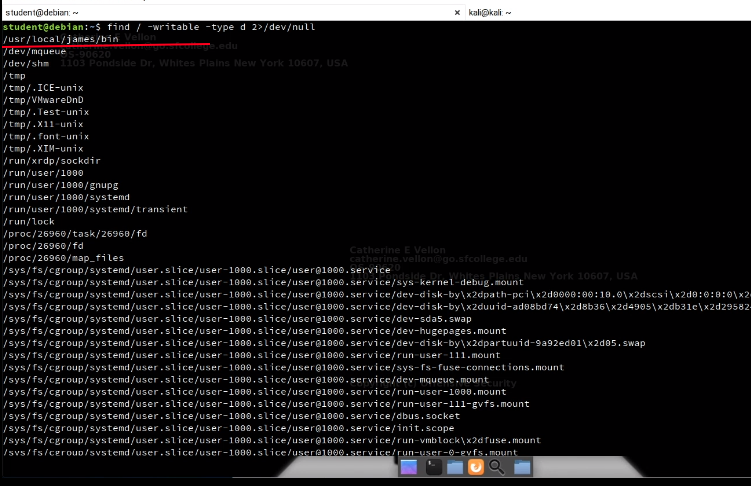 student@debian: ~
kali@kali: ~
student@debian:~$ find / -writable -type d 2>/dev/null
/usr/local/james/bin
/dev/mqueue
/dev/shm
/tmp
/tmp/.ICE-unix
/tmp/VMwareDnD
/tmp/.Test-unix
/tmp/.X11-unix
/tmp/.font-unix
/tmp/.XIM-unix
/run/xrdp/sockdir
/run/user/1000
/run/user/1000/gnupg
/run/user/1000/systemd
/run/user/1000/systemd/transient
/run/lock
/proc/26960/task/26960/fd
/proc/26960/fd
/proc/26960/map_files
/sys/fs/cgroup/systemd/user.slice/user-1000.slice/user@1000.service
/sys/fs/cgroup/systemd/user.slice/user-1000.slice/user@1000.service/sys-kernel-debug.mount
/sys/fs/cgroup/systemd/user.slice/user-1000.slice/user@1000.service/dev-disk-by\x2dpath-pci\x2d0000:00:10.0\x2dscsi\x2d0:0:0:0\x2
/sys/fs/cgroup/systemd/user.slice/user-1000.slice/user@1000.service/dev-disk-by\x2duuid-ad08bd74\x2d8b36\x2d4905\x2db31e\x2d29582
/sys/fs/cgroup/systemd/user.slice/user-1000.slice/user@1000.service/dev-sda5.swap
/sys/fs/cgroup/systemd/user.slice/user-1000.slice/user@1000.service/dev-hugepages.mount
/sys/fs/cgroup/systemd/user.slice/user-1000.slice/user@1000.service/dev-disk-by\x2dpartuuid-9a92ed01\x2d05.swap
/sys/fs/cgroup/systemd/user.slice/user-1000.slice/user@1000.service/run-user-111.mount
/sys/fs/cgroup/systemd/user.slice/user-1000.slice/user@1000.service/sys-fs-fuse-connections.mount
/sys/fs/cgroup/systemd/user.slice/user-1000.slice/user@1000.service/dev-mqueue.mount
/sys/fs/cgroup/systemd/user.slice/user-1000.slice/user@1000.service/run-user-1000.mount
/sys/fs/cgroup/systemd/user.slice/user-1000.slice/user@1000.service/run-user-111-gvfs.mount
/sys/fs/cgroup/systemd/user.slice/user-1000.slice/user@1000.service/dbus.socket
/sys/fs/cgroup/systemd/user.slice/user-1000.slice/user@1000.service/init.scope
/sys/fs/cgroup/systemd/user.slice/user-1000.slice/user@1000.service/run-vmblock\x2dfuse.mount
/sys/fs/cgroup/systemd/user.slice/user-1000.slice/user@1000.service/run-user-0-gvfs.mount
E Vellon
vellon@go.sfcollege.edu
OS-90620
1103 Pondside Dr, Whites Plains New York 10607, USA
Catherine E Vellon
catherine.vellon@go.sfcollege.edu
Pondside Dr, Whites Plains New York 10607, USA